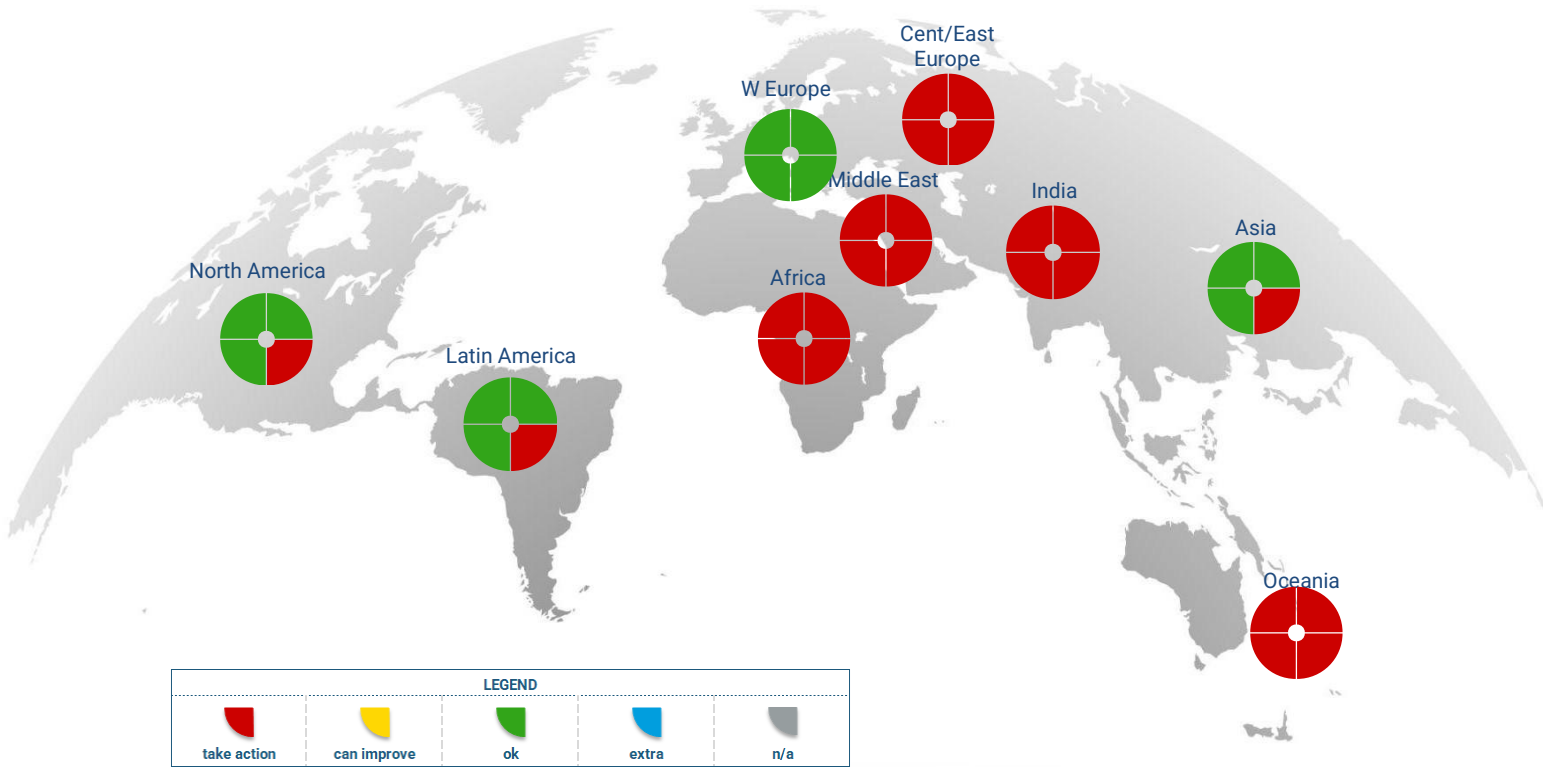 Cent/East
Europe
W Europe
Middle East
India
Asia
North America
Africa
Latin America
Oceania
LEGEND
take action
can improve
ok
extra
n/a